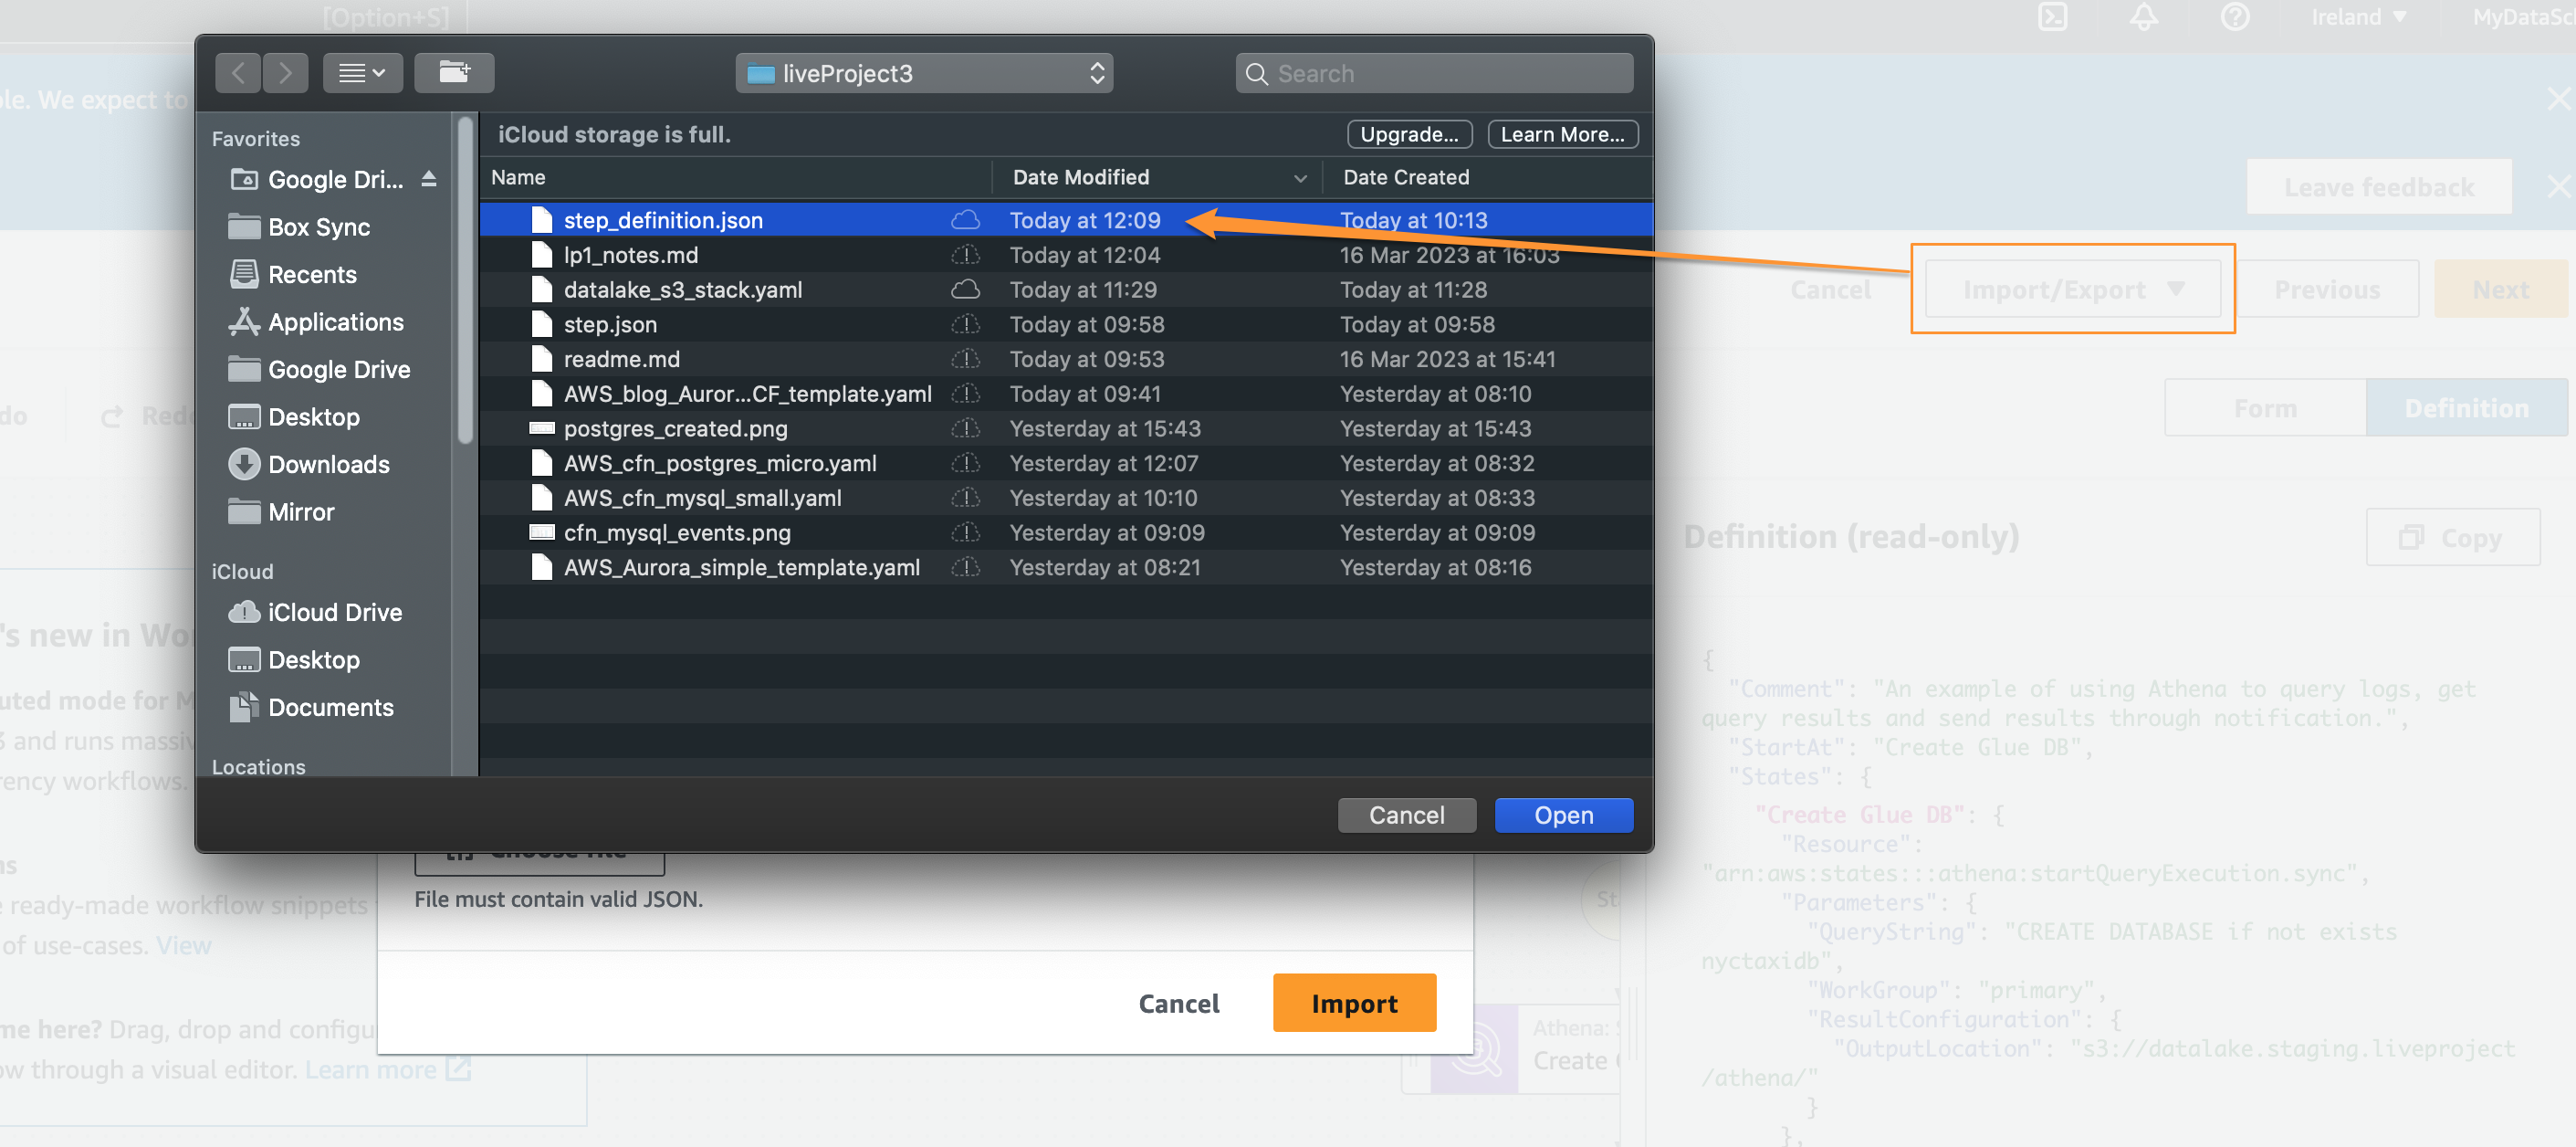 [Option+S]
Ireland
ple. We expect to
liveProject3
Search
Favorites
Google Dri...
Box Sync
Recents
Applications
Google Drive
Desktop
Downloads
Mirror
iCloud
iCloud Drive
Desktop
Documents
Locations
iCloud storage is full.
Upgrade...
Learn More...
Name
Date Modified
Date Created
step_definition.json Today at 12:09 Today at 10:13
lp1_notes.md Today at 12:04 16 Mar 2023 at 16:03
datalake_s3_stack.yaml Today at 11:29 Today at 11:28
step.json Today at 09:58 Today at 09:58
readme.md Today at 09:53 16 Mar 2023 at 15:41
AWS_blog_Auror...CF_template.yaml Today at 09:41 Yesterday at 08:10
postgres_created.png Yesterday at 15:43 Yesterday at 15:43
AWS_cfn_postgres_micro.yaml Yesterday at 12:07 Yesterday at 08:32
AWS_cfn_mysql_small.yaml Yesterday at 10:10 Yesterday at 08:33
cfn_mysql_events.png Yesterday at 09:09 Yesterday at 09:09
AWS_Aurora_simple_template.yaml Yesterday at 08:21 Yesterday at 08:16
Cancel
Open
Choose file
File must contain valid JSON.
Cancel
Import
's new in Wo
uted mode for M
3 and runs massiv
rency workflows.
ns
e ready-made workflow snippets
of use-cases. View
me here? Drag, drop and configu
ow through a visual editor. Learn more
Athena: S
Create
Leave feedback
Cancel
Import/Export
Previous
Next
Form
Definition
Definition (read-only)
Copy
{
"Comment": "An example of using Athena to query logs, get
query results and send results through notification.",
"StartAt": "Create Glue DB",
"States": {
"Create Glue DB": {
"Resource":
"arn:aws:states:::athena:startQueryExecution.sync",
"Parameters": {
"QueryString": "CREATE DATABASE if not exists
nyctaxidb",
"WorkGroup": "primary",
"ResultConfiguration": {
"OutputLocation": "s3://datalake.staging.liveproject
/athena/"
}
},